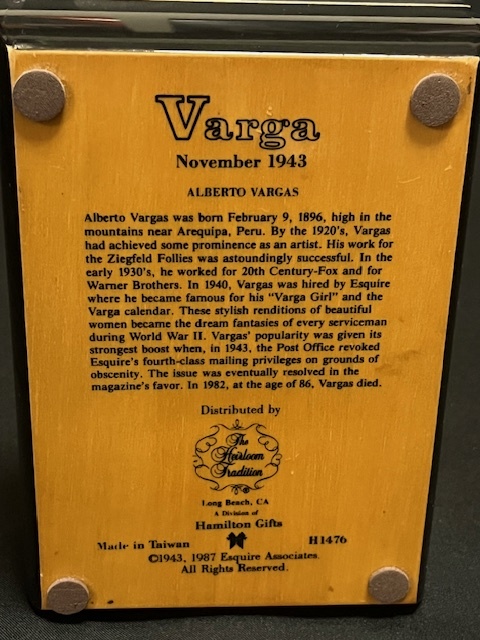 Varga
November 1943
ALBERTO VARGAS
Alberto Vargas was born February 9, 1896, high in the
mountains near Arequipa, Peru. By the 1920's, Vargas
had achieved some prominence as an artist. His work for
the Ziegfeld Follies was astoundingly successful. In the
early 1930's, he worked for 20th Century-Fox and for
Warner Brothers. In 1940, Vargas was hired by Esquire
where he became famous for his "Varga Girl" and the
Varga calendar. These stylish renditions of beautiful
women became the dream fantasies of every serviceman
during World War II. Vargas' popularity was given its
strongest boost when, in 1943, the Post Office revoked
Esquire's fourth-class mailing privileges on grounds of
obscenity. The issue was eventually resolved in the
magazine's favor. In 1982, at the age of 86, Vargas died.
Distributed by
The
Heirloom
Tradition
Long Beach, CA
A Division of
Hamilton Gifts
Made in Taiwan H1476
©1943, 1987 Esquire Associates.
All Rights Reserved.